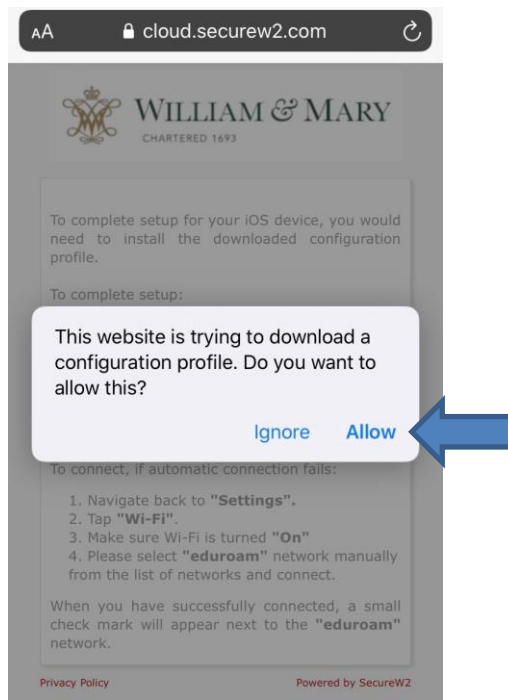 AA cloud.securew2.com
WILLIAM & MARY
CHARTERED 1693
To complete setup for your iOS device, you would
need to install the downloaded configuration
profile.
To complete setup:
This website is trying to download a
configuration profile. Do you want to
allow this?
Ignore Allow
To connect, if automatic connection fails:
1. Navigate back to "Settings".
2. Tap "Wi-Fi".
3. Make sure Wi-Fi is turned "On"
4. Please select "eduroam" network manually
from the list of networks and connect.
When you have successfully connected, a small
check mark will appear next to the "eduroam"
network.
Privacy Policy Powered by SecureW2